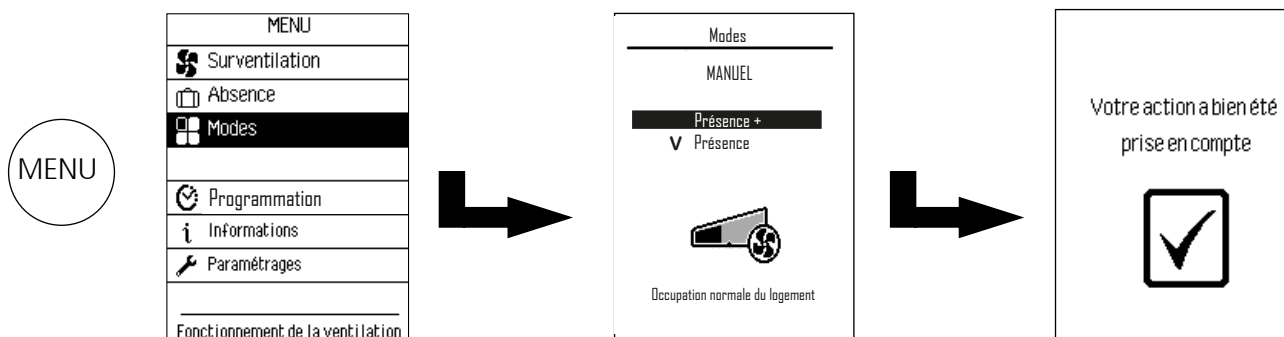 MENU
MENU
Surventilation
Absence
Modes
Programmation
Informations
Paramétrages
Fonctionnement de la ventilation
Modes
MANUEL
Présence +
V Présence
Occupation normale du logement
Votre action a bien été
prise en compte